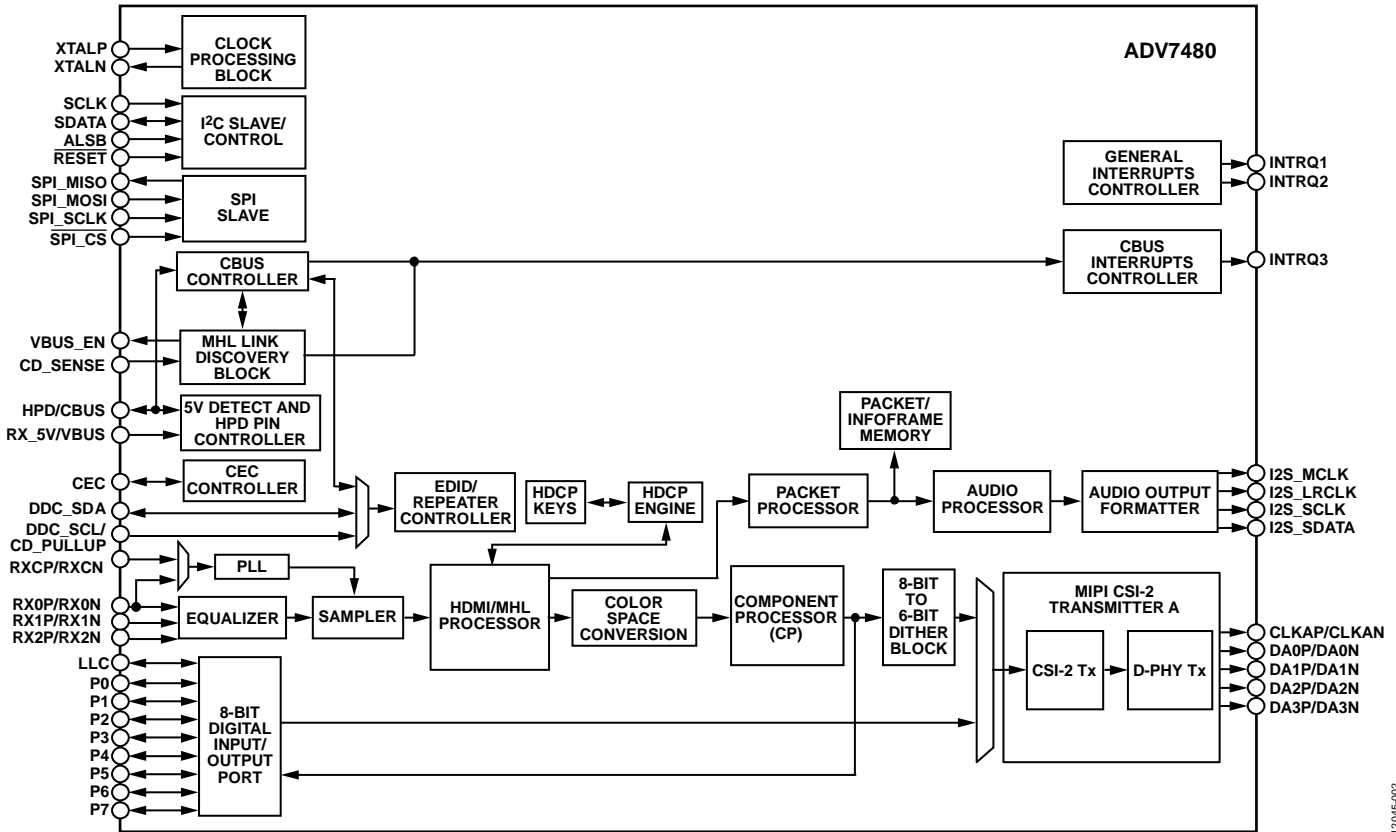 ADV7480
XTALP
XTALN
CLOCK
PROCESSING
BLOCK
SCLK
SDATA
ALSB
RESET
I2C SLAVE/
CONTROL
SPI_MISO
SPI_MOSI
SPI_SCLK
SPI_CS
SPI
SLAVE
GENERAL
INTERRUPTS
CONTROLLER
INTRQ1
INTRQ2
CBUS
CONTROLLER
CBUS
INTERRUPTS
CONTROLLER
INTRQ3
VBUS_EN
CD_SENSE
MHL LINK
DISCOVERY
BLOCK
HPD/CBUS
RX_5V/VBUS
5V DETECT AND
HPD PIN
CONTROLLER
PACKET/
INFOFRAME
MEMORY
CEC
CEC
CONTROLLER
DDC_SDA
DDC_SCL/
CD_PULLUP
EDID/
REPEATER
CONTROLLER
HDCP
KEYS
HDCP
ENGINE
PACKET
PROCESSOR
AUDIO
PROCESSOR
AUDIO OUTPUT
FORMATTER
I2S_MCLK
I2S_LRCLK
I2S_SCLK
I2S_SDATA
RXCP/RXCN
PLL
RX0P/RX0N
RX1P/RX1N
RX2P/RX2N
EQUALIZER
SAMPLER
HDMI/MHL
PROCESSOR
COLOR
SPACE
CONVERSION
COMPONENT
PROCESSOR
(CP)
8-BIT
TO
6-BIT
DITHER
BLOCK
MIPI CSI-2
TRANSMITTER A
CSI-2 Tx
D-PHY Tx
CLKAP/CLKAN
DA0P/DA0N
DA1P/DA1N
DA2P/DA2N
DA3P/DA3N
LLC
P0
P1
P2
P3
P4
P5
P6
P7
8-BIT
DIGITAL
INPUT/
OUTPUT
PORT